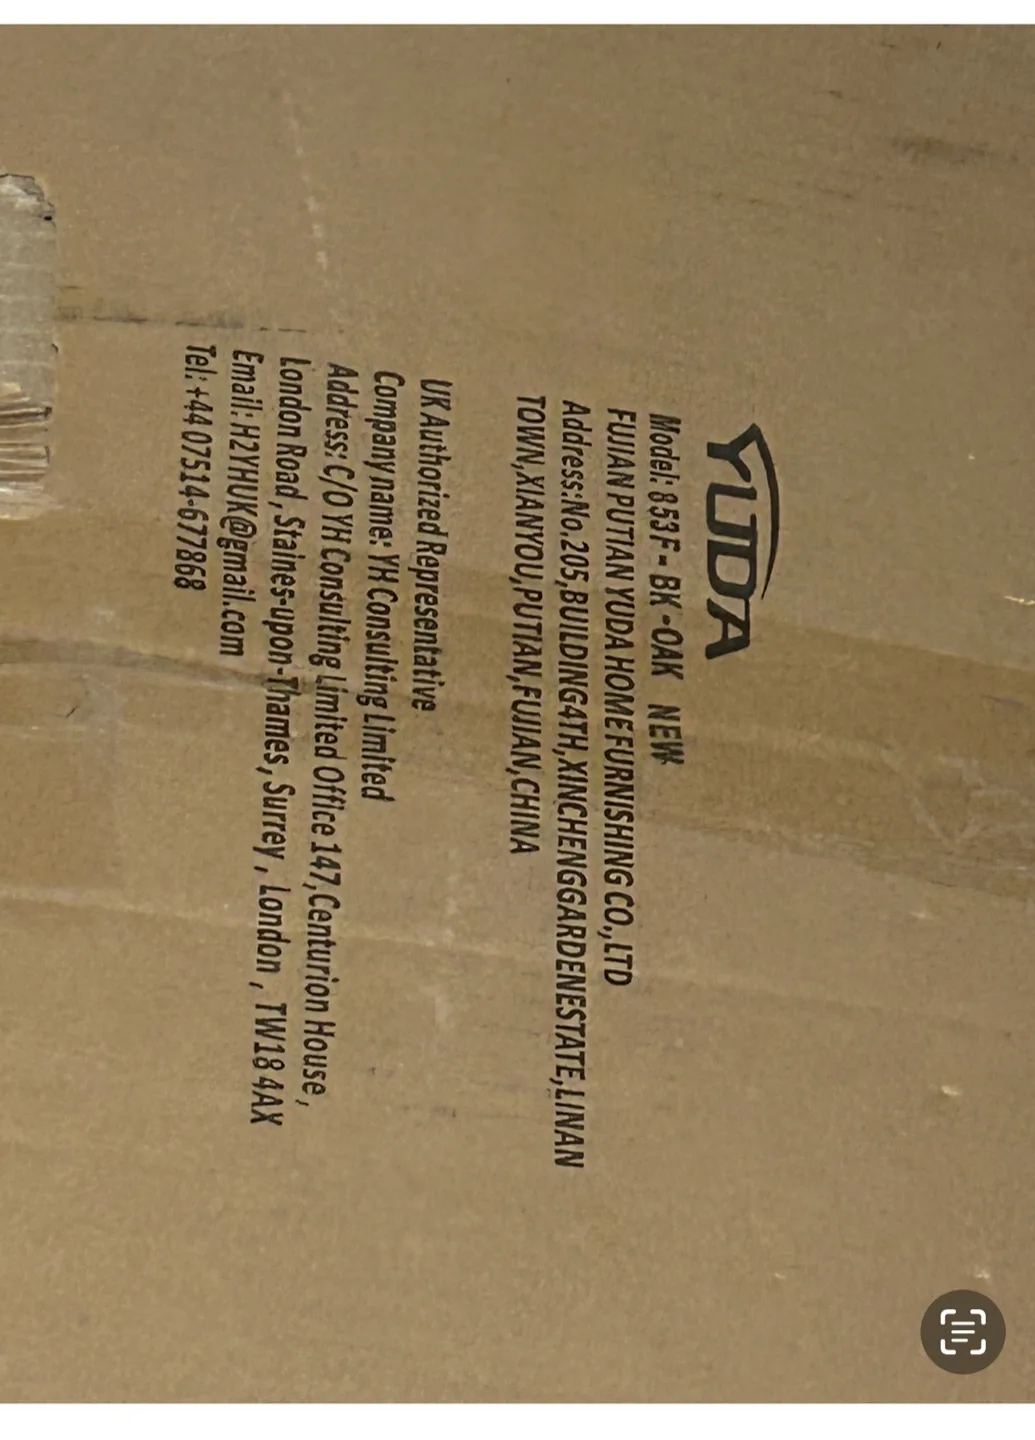 YUDA
Model: 853F - BK -OAK NEW
FUJIAN PUTIAN YUDA HOME FURNISHING CO.,LTD
Address:No.205,BUILDING4TH,XINCHENGGARDENESTATE,LINAN
TOWN,XIANYOU,PUTIAN,FUJIAN,CHINA
UK Authorized Representative
Company name: YH Consulting Limited
Address: C/O YH Consulting Limited Office 147,Centurion House,
London Road, Staines-upon-Thames, Surrey, London, TW18 4AX
Email: H2YHUK@gmail.com
Tel: +44 07514-677868